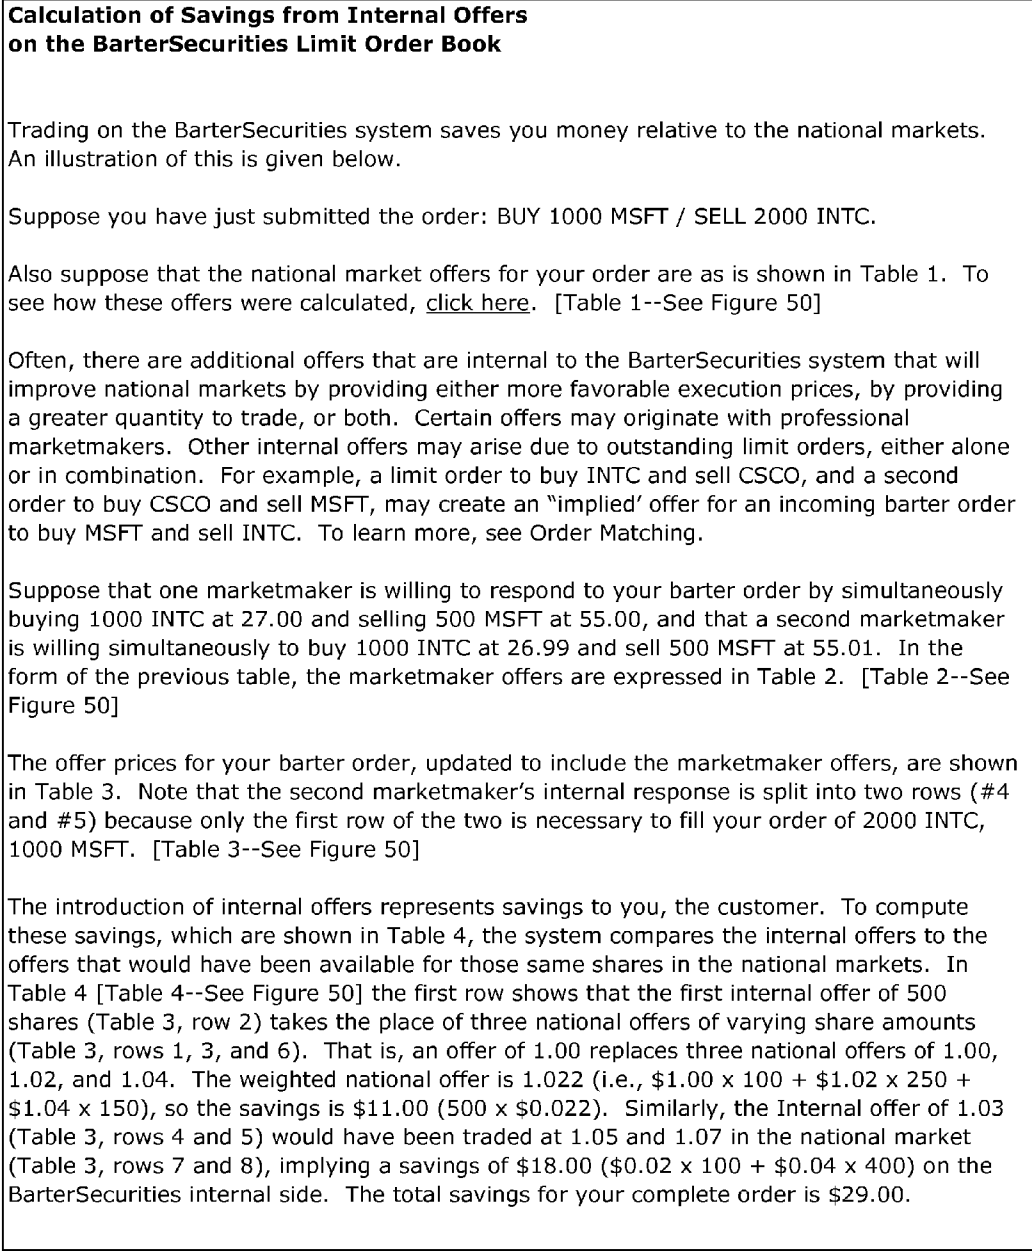 Calculation of Savings from Internal Offers
on the BarterSecurities Limit Order Book
Trading on the BarterSecurities system saves you money relative to the national markets.
An illustration of this is given below.
Suppose you have just submitted the order: BUY 1000 MSFT / SELL 2000 INTC.
Also suppose that the national market offers for your order are as is shown in Table 1. To
see how these offers were calculated, click here. [Table 1--See Figure 50]
Often, there are additional offers that are internal to the BarterSecurities system that will
improve national markets by providing either more favorable execution prices, by providing
a greater quantity to trade, or both. Certain offers may originate with professional
marketmakers. Other internal offers may arise due to outstanding limit orders, either alone
or in combination. For example, a limit order to buy INTC and sell CSCO, and a second
order to buy CSCO and sell MSFT, may create an "implied' offer for an incoming barter order
to buy MSFT and sell INTC. To learn more, see Order Matching.
Suppose that one marketmaker is willing to respond to your barter order by simultaneously
buying 1000 INTC at 27.00 and selling 500 MSFT at 55.00, and that a second marketmaker
is willing simultaneously to buy 1000 INTC at 26.99 and sell 500 MSFT at 55.01. In the
form of the previous table, the marketmaker offers are expressed in Table 2. [Table 2--See
Figure 50]
The offer prices for your barter order, updated to include the marketmaker offers, are shown
in Table 3. Note that the second marketmaker's internal response is split into two rows (#4
and #5) because only the first row of the two is necessary to fill your order of 2000 INTC,
1000 MSFT. [Table 3--See Figure 50]
The introduction of internal offers represents savings to you, the customer. To compute
these savings, which are shown in Table 4, the system compares the internal offers to the
offers that would have been available for those same shares in the national markets. In
Table 4 [Table 4--See Figure 50] the first row shows that the first internal offer of 500
shares (Table 3, row 2) takes the place of three national offers of varying share amounts
(Table 3, rows 1, 3, and 6). That is, an offer of 1.00 replaces three national offers of 1.00,
1.02, and 1.04. The weighted national offer is 1.022 (i.e., $1.00 x 100 + $1.02 x 250 +
$1.04 x 150), so the savings is $11.00 (500 x $0.022). Similarly, the Internal offer of 1.03
(Table 3, rows 4 and 5) would have been traded at 1.05 and 1.07 in the national market
(Table 3, rows 7 and 8), implying a savings of $18.00 ($0.02 x 100 + $0.04 x 400) on the
BarterSecurities internal side. The total savings for your complete order is $29.00.